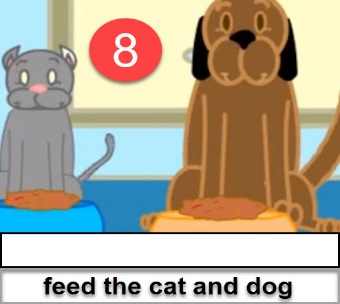 8
feed the cat and dog